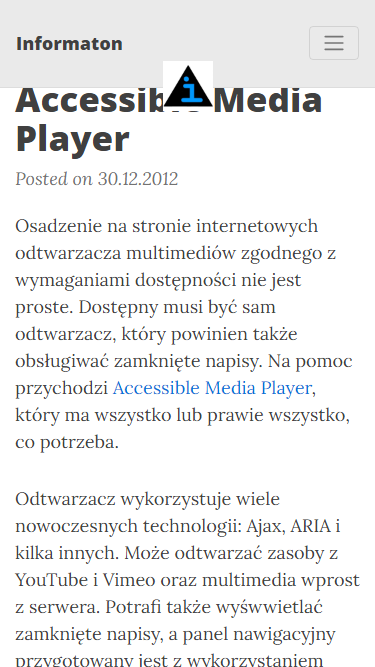 Informaton
Accessible Media
Player
Posted on 30.12.2012
Osadzenie na stronie internetowych
odtwarzacza multimediów zgodnego z
wymaganiami dostępności nie jest
proste. Dostępny musi być sam
odtwarzacz, który powinien także
obsługiwać zamknięte napisy. Na pomoc
przychodzi Accessible Media Player,
który ma wszystko lub prawie wszystko,
co potrzeba.
Odtwarzacz wykorzystuje wiele
nowoczesnych technologii: Ajax, ARIA i
kilka innych. Może odtwarzać zasoby z
YouTube i Vimeo oraz multimedia wprost
z serwera. Potrafi także wyświwietlać
zamknięte napisy, a panel nawigacyjny
przygotowany jest z wykorzystaniem